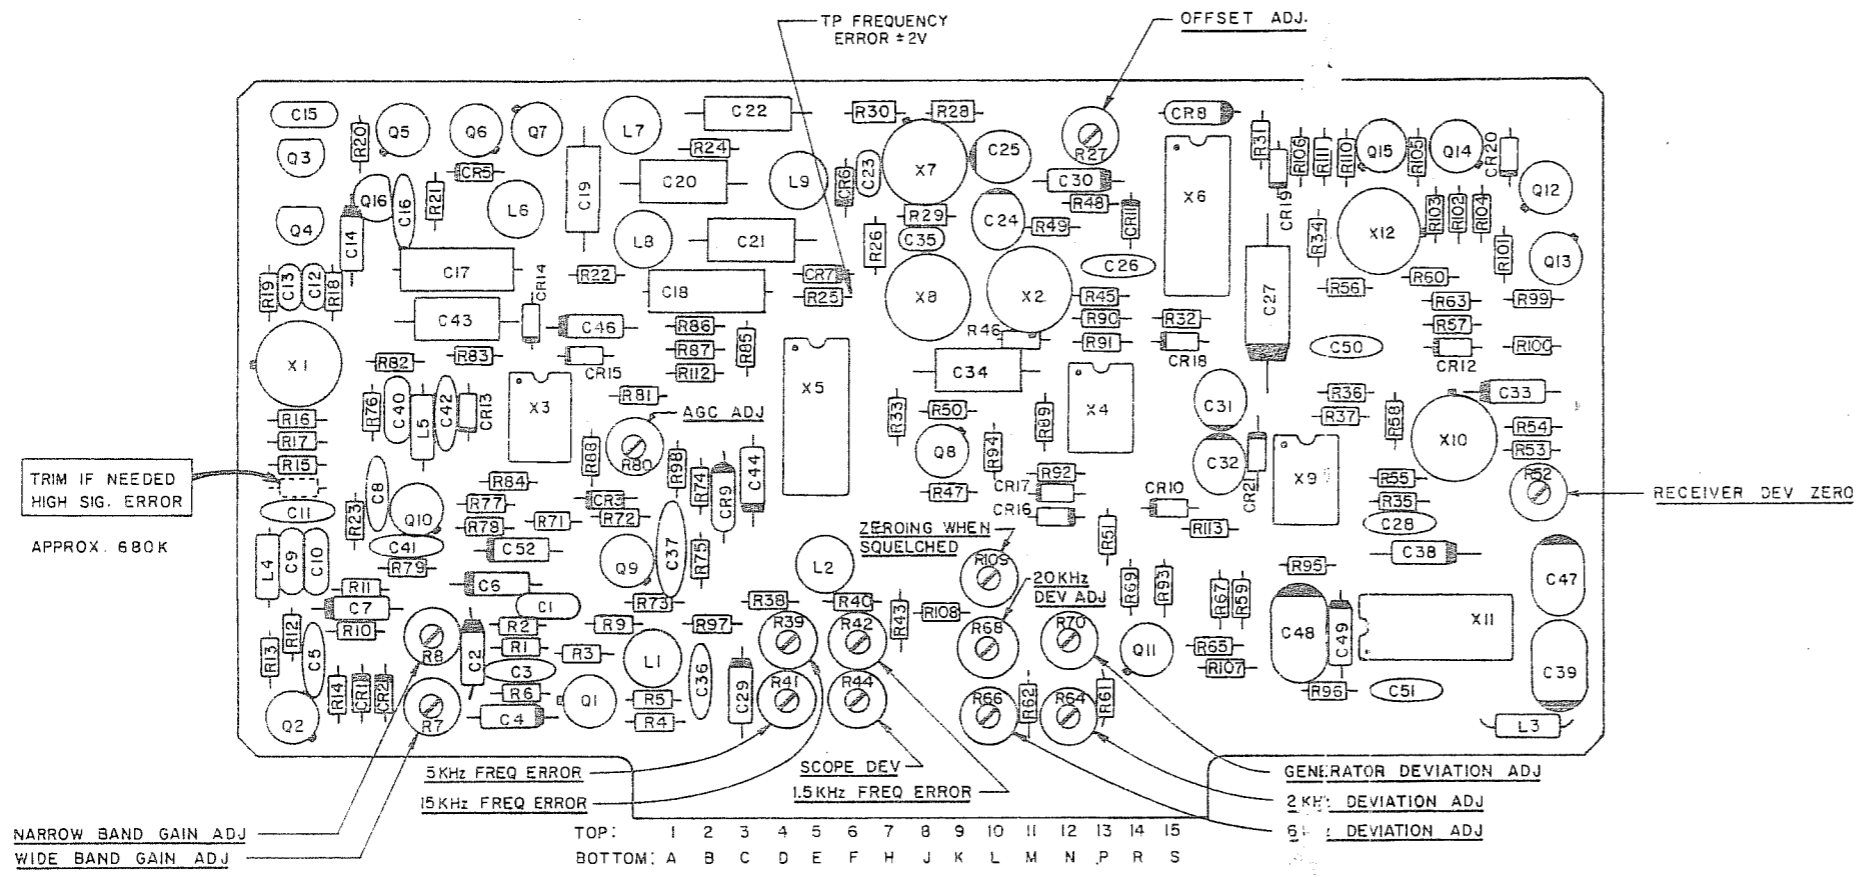 TP FREQUENCY
ERROR ±2V
OFFSET ADJ.
C15
R20
Q5
Q6
Q7
L7
C22
R30
R28
R27
CR8
R31
R106
R111
R110
Q15
R105
Q14
CR20
Q3
CR5
C19
R24
C20
L9
CR6
C23
X7
C25
C30
X6
CR19
Q12
Q16
C16
R21
L6
R48
CR11
R49
R34
X12
R103
R102
R104
Q4
C14
L8
C21
R26
R29
C35
C24
R101
Q13
C26
C27
R19
C13
C12
R18
C17
CR14
R22
C18
CR7
R25
X8
X2
R45
R56
R60
R63
R99
C43
C46
R86
R85
R46
R90
R32
R57
R82
R83
CR15
R87
R112
X5
C34
R91
CR18
C50
CR12
R100
X1
R76
C40
L5
C42
CR13
X3
R81
AGC ADJ
R33
R50
R89
X4
C31
R36
R37
R58
C33
R16
R17
R15
R88
R80
R98
Q8
R94
X10
R54
R53
R52
TRIM IF NEEDED
HIGH SIG. ERROR
APPROX. 680K
C11
R23
C8
Q10
R84
R77
R78
CR3
R72
R71
R74
CR9
C44
R47
R92
CR17
CR16
CR10
C32
CR21
X9
R55
R35
C28
RECEIVER DEV ZERO
L4
C9
C10
C41
R79
C52
Q9
C37
R75
ZEROING WHEN
SQUELCHED
R51
R113
C38
R11
C6
L2
R109
20KHz
DEV ADJ
R69
R93
R67
R59
R95
C47
C7
R10
C1
R73
R38
R40
R43
R108
R12
R13
C5
R8
C2
R2
R1
R9
R97
R39
R42
R68
R70
Q11
R65
R107
C48
C49
X11
C3
R3
L1
C36
R14
CR1
CR2
R6
Q1
R5
C29
R41
R44
R66
R62
R64
R61
R96
C51
C39
Q2
R7
C4
R4
L3
5KHz FREQ ERROR
SCOPE DEV
GENERATOR DEVIATION ADJ
15KHz FREQ ERROR
1.5KHz FREQ ERROR
2KHz DEVIATION ADJ
NARROW BAND GAIN ADJ
6 DEVIATION ADJ
WIDE BAND GAIN ADJ
TOP: 1 2 3 4 5 6 7 8 9 10 11 12 13 14 15
BOTTOM: A B C D E F H J K L M N P R S